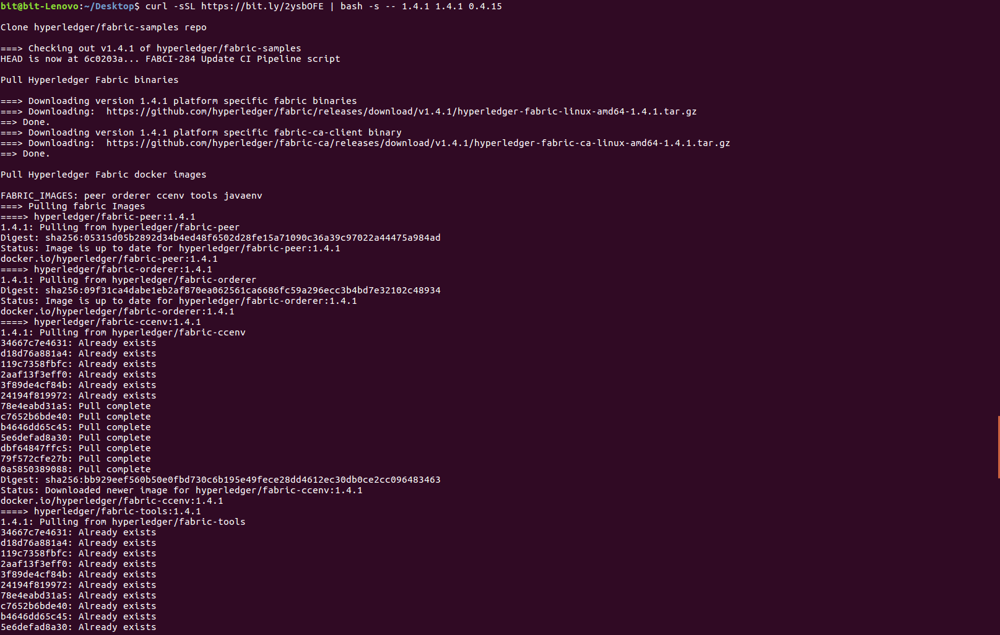 bit@bit-Lenovo:~/Desktop$ curl -sSL https://bit.ly/2ysbOFE | bash -s -- 1.4.1 1.4.1 0.4.15
Clone hyperledger/fabric-samples repo
===> Checking out v1.4.1 of hyperledger/fabric-samples
HEAD is now at 6c0203a... FABCI-284 Update CI Pipeline script
Pull Hyperledger Fabric binaries
===> Downloading version 1.4.1 platform specific fabric binaries
===> Downloading:  https://github.com/hyperledger/fabric/releases/download/v1.4.1/hyperledger-fabric-linux-amd64-1.4.1.tar.gz
==> Done.
===> Downloading version 1.4.1 platform specific fabric-ca-client binary
===> Downloading:  https://github.com/hyperledger/fabric-ca/releases/download/v1.4.1/hyperledger-fabric-ca-linux-amd64-1.4.1.tar.gz
==> Done.
Pull Hyperledger Fabric docker images
FABRIC_IMAGES: peer orderer ccenv tools javaenv
===> Pulling fabric Images
====> hyperledger/fabric-peer:1.4.1
1.4.1: Pulling from hyperledger/fabric-peer
Digest: sha256:05315d05b2892d34b4ed48f6502d28fe15a71090c36a39c97022a44475a984ad
Status: Image is up to date for hyperledger/fabric-peer:1.4.1
docker.io/hyperledger/fabric-peer:1.4.1
====> hyperledger/fabric-orderer:1.4.1
1.4.1: Pulling from hyperledger/fabric-orderer
Digest: sha256:09f31ca4dabe1eb2af870ea062561ca6686fc59a296ecc3b4bd7e32102c48934
Status: Image is up to date for hyperledger/fabric-orderer:1.4.1
docker.io/hyperledger/fabric-orderer:1.4.1
====> hyperledger/fabric-ccenv:1.4.1
1.4.1: Pulling from hyperledger/fabric-ccenv
34667c7e4631: Already exists
d18d76a881a4: Already exists
119c7358fbfc: Already exists
2aaf13f3eff0: Already exists
3f89de4cf84b: Already exists
24194f819972: Already exists
78e4eabd31a5: Pull complete
c7652b6bde40: Pull complete
b4646dd65c45: Pull complete
5e6defad8a30: Pull complete
dbf64847ffc5: Pull complete
79f572cfe27b: Pull complete
0a5850389088: Pull complete
Digest: sha256:bb929eef560b50e0fbd730c6b195e49fece28dd4612ec30db0ce2cc096483463
Status: Downloaded newer image for hyperledger/fabric-ccenv:1.4.1
docker.io/hyperledger/fabric-ccenv:1.4.1
====> hyperledger/fabric-tools:1.4.1
1.4.1: Pulling from hyperledger/fabric-tools
34667c7e4631: Already exists
d18d76a881a4: Already exists
119c7358fbfc: Already exists
2aaf13f3eff0: Already exists
3f89de4cf84b: Already exists
24194f819972: Already exists
78e4eabd31a5: Already exists
c7652b6bde40: Already exists
b4646dd65c45: Already exists
5e6defad8a30: Already exists